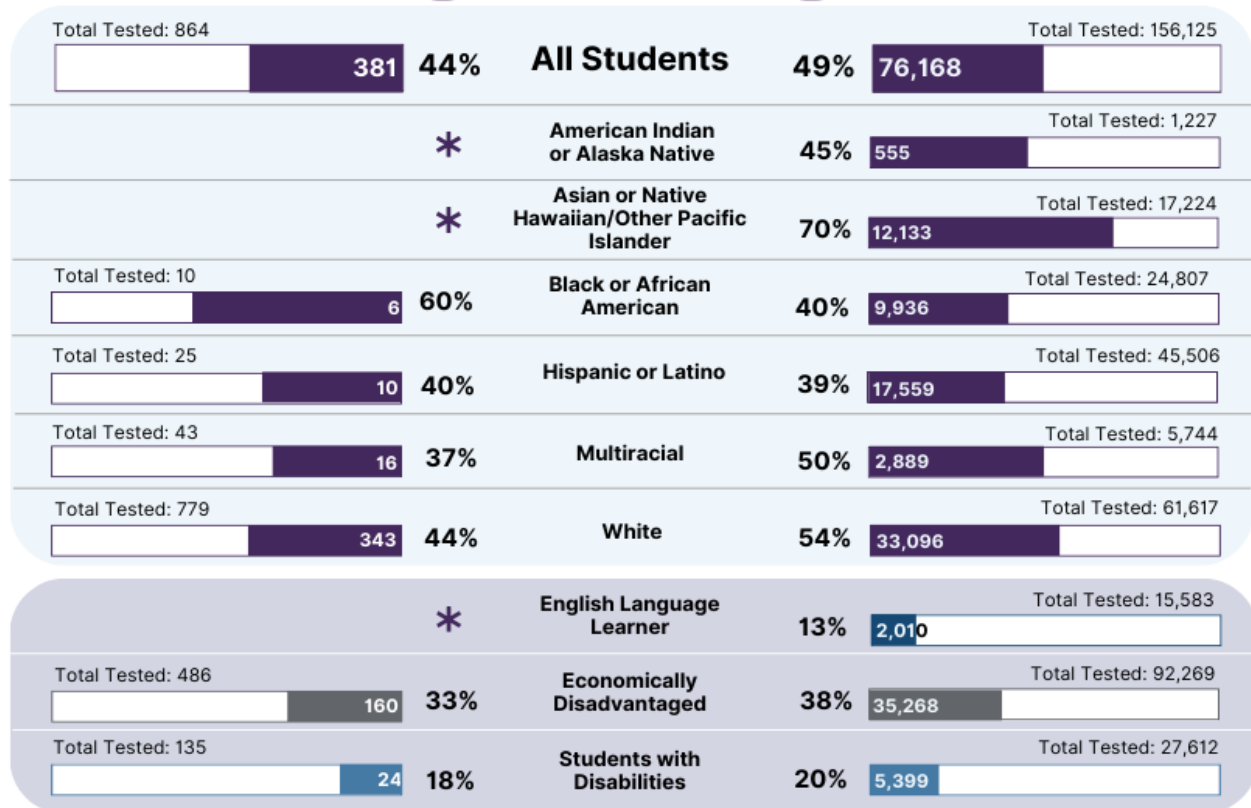 Total Tested: 864
381
44%
All Students
49%
Total Tested: 156,125
76,168
*
American Indian
or Alaska Native
45%
Total Tested: 1,227
555
*
Asian or Native
Hawaiian/Other Pacific
Islander
70%
Total Tested: 17,224
12,133
Total Tested: 10
6
60%
Black or African
American
40%
Total Tested: 24,807
9,936
Total Tested: 25
10
40%
Hispanic or Latino
39%
Total Tested: 45,506
17,559
Total Tested: 43
16
37%
Multiracial
50%
Total Tested: 5,744
2,889
Total Tested: 779
343
44%
White
54%
Total Tested: 61,617
33,096
*
English Language
Learner
13%
Total Tested: 15,583
2,010
Total Tested: 486
160
33%
Economically
Disadvantaged
38%
Total Tested: 92,269
35,268
Total Tested: 135
24
18%
Students with
Disabilities
20%
Total Tested: 27,612
5,399